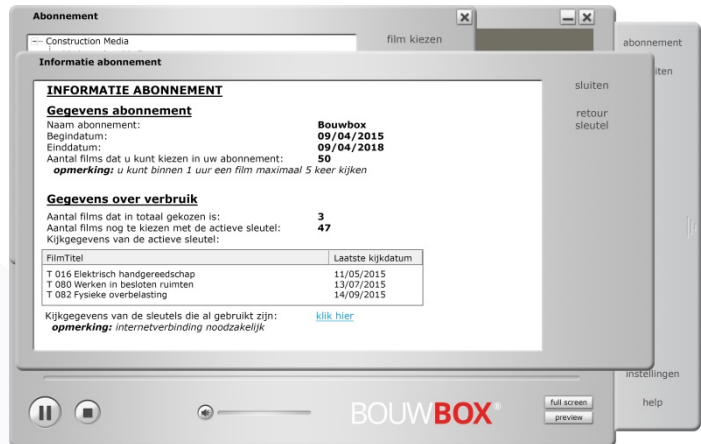 Abonnement
Construction Media
film kiezen
abonnement
Informatie abonnement
sluiten
retour
sleutel
INFORMATIE ABONNEMENT
Gegevens abonnement
Naam abonnement: Bouwbox
Begindatum: 09/04/2015
Einddatum: 09/04/2018
Aantal films dat u kunt kiezen in uw abonnement: 50
opmerking: u kunt binnen 1 uur een film maximaal 5 keer kijken
Gegevens over verbruik
Aantal films dat in totaal gekozen is: 3
Aantal films nog te kiezen met de actieve sleutel: 47
Kijkgegevens van de actieve sleutel:
FilmTitel Laatste kijkdatum
T 016 Elektrisch handgereedschap 11/05/2015
T 080 Werken in besloten ruimten 13/07/2015
T 082 Fysieke overbelasting 14/09/2015
Kijkgegevens van de sleutels die al gebruikt zijn: klik hier
opmerking: internetverbinding noodzakelijk
instellingen
help
BOUWBOX®
full screen
preview